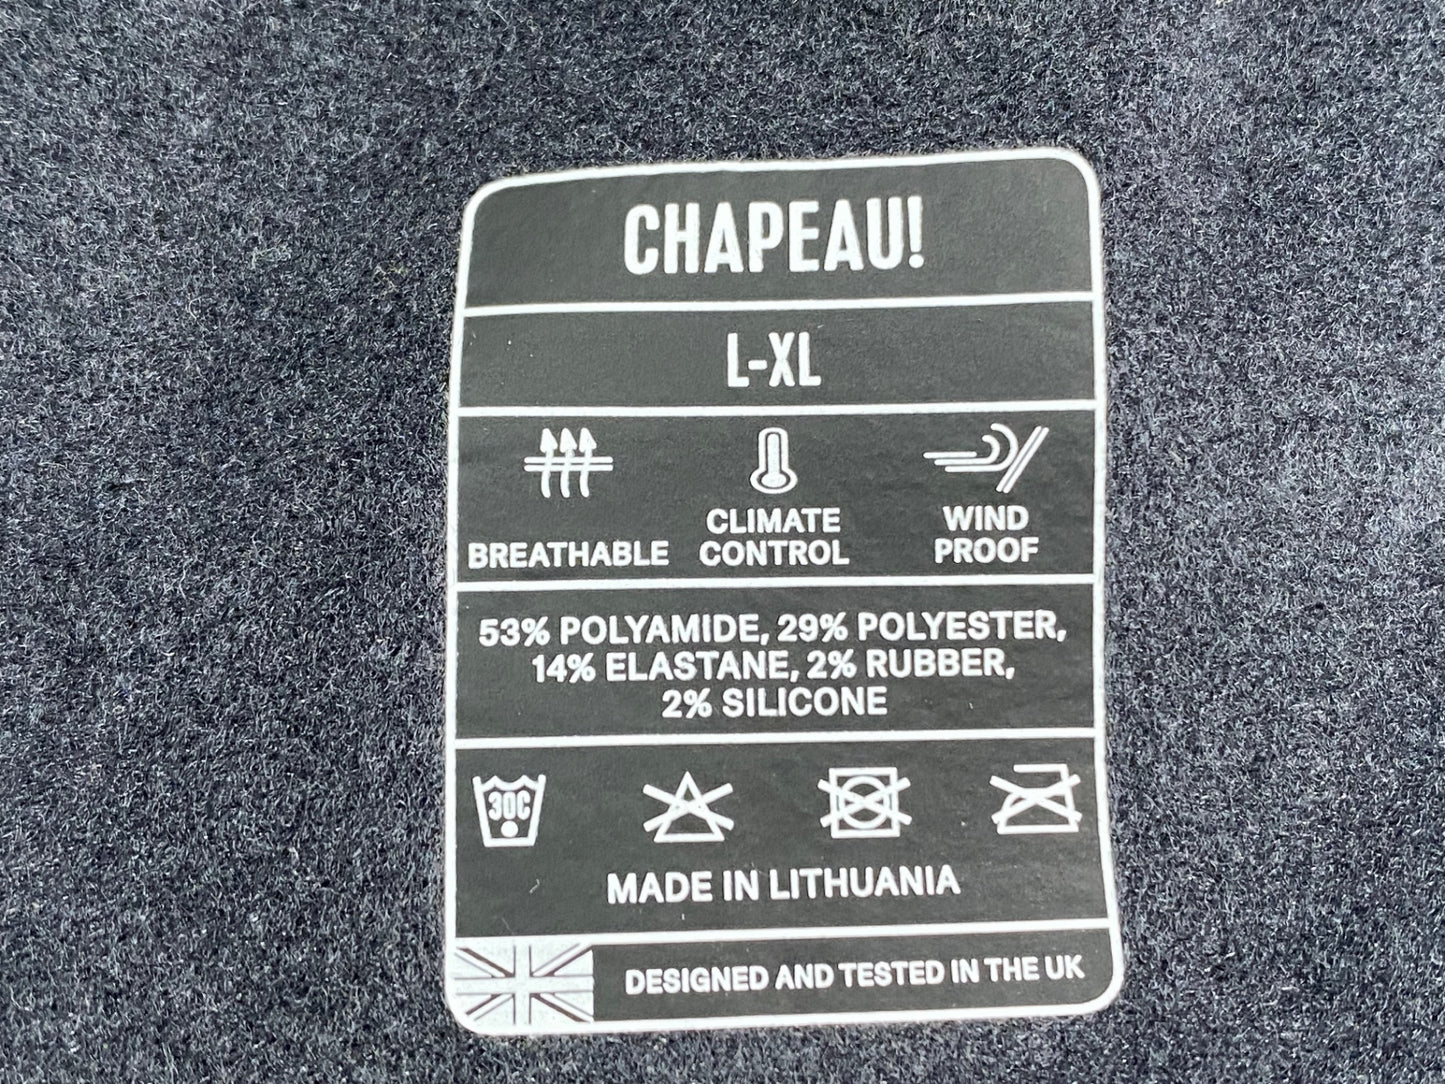 CHAPEAU!
L-XL
BREATHABLE
CLIMATE
CONTROL
WIND
PROOF
53% POLYAMIDE, 29% POLYESTER,
14% ELASTANE, 2% RUBBER,
2% SILICONE
30C
MADE IN LITHUANIA
DESIGNED AND TESTED IN THE UK